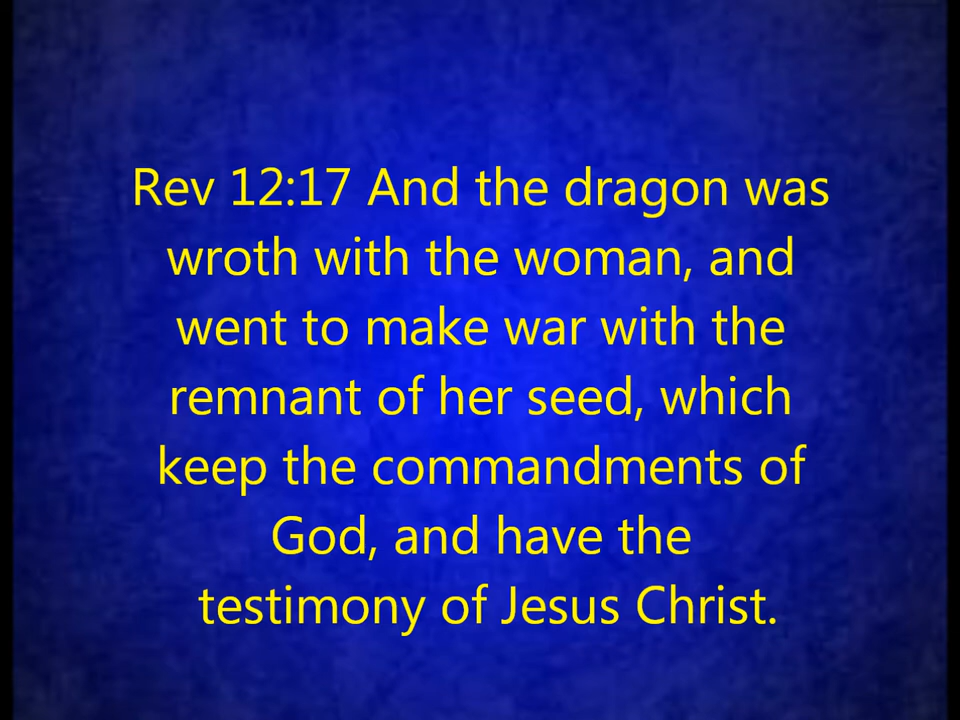 Rev 12:17 And the dragon was
wroth with the woman, and
went to make war with the
remnant of her seed, which
keep the commandments of
God, and have the
testimony of Jesus Christ.